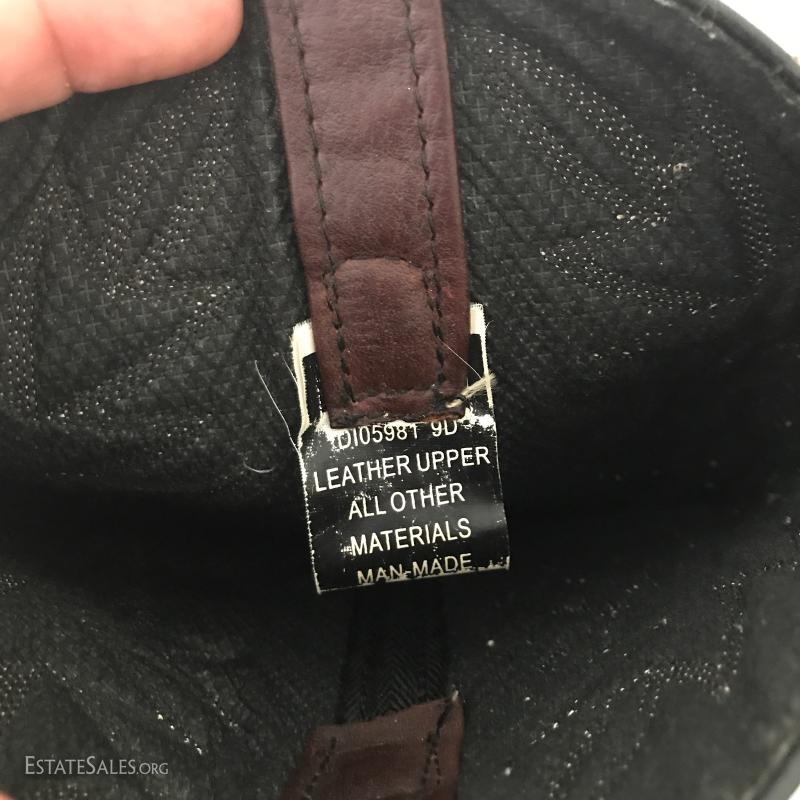 DI05981 9D
LEATHER UPPER
ALL OTHER
MATERIALS
MAN-MADE
ESTATESALES.ORG